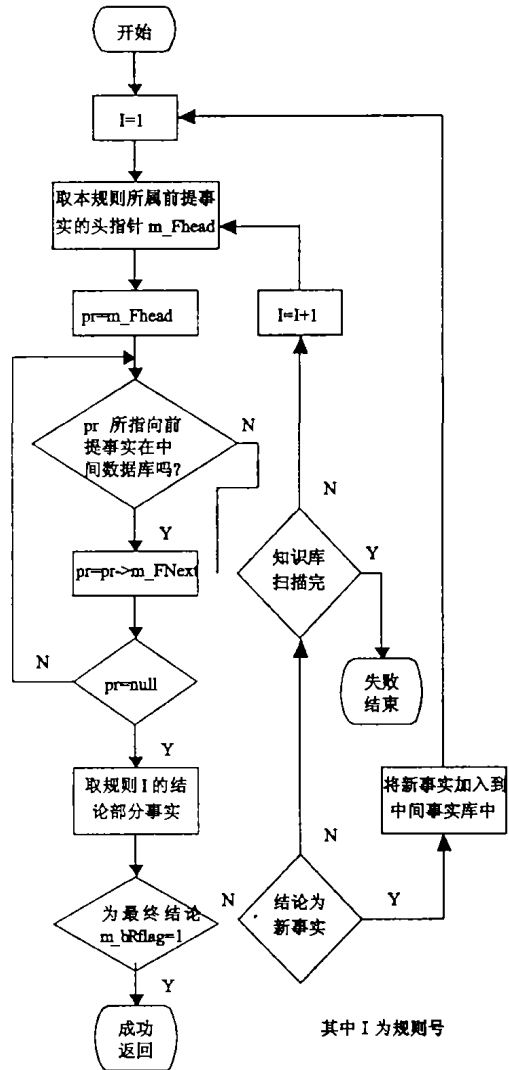 开始
I=1
取本规则所属前提事
实的头指针 m_Fhead
pr=m_Fhead
I=I+1
pr 所指向前
提事实在中
间数据库吗?
N
Y
N
pr=pr->m_FNext
知识库
扫描完
Y
N
pr=null
失败
结束
Y
取规则 I 的结
论部分事实
将新事实加入到
中间事实库中
N
为最终结论
m_bRflag=1
N
结论为
新事实
Y
Y
成功
返回
其中 I 为规则号